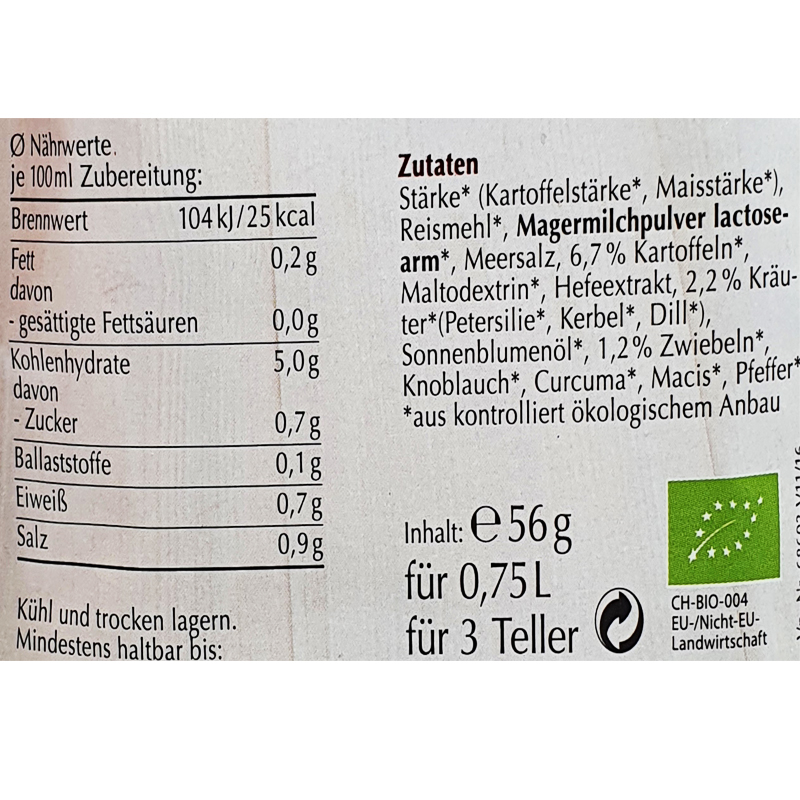 Ø Nährwerte.
je 100ml Zubereitung:
Brennwert 104 kJ/25 kcal
Fett 0,2 g
davon
- gesättigte Fettsäuren 0,0 g
Kohlenhydrate 5,0 g
davon
- Zucker 0,7 g
Ballaststoffe 0,1 g
Eiweiß 0,7 g
Salz 0,9 g
Kühl und trocken lagern.
Mindestens haltbar bis:
Zutaten
Stärke* (Kartoffelstärke*, Maisstärke*),
Reismehl*, Magermilchpulver lactose-
arm*, Meersalz, 6,7 % Kartoffeln*,
Maltodextrin*, Hefeextrakt, 2,2 % Kräu-
ter*(Petersilie*, Kerbel*, Dill*),
Sonnenblumenöl*, 1,2 % Zwiebeln*,
Knoblauch*, Curcuma*, Macis*, Pfeffer*
*aus kontrolliert ökologischem Anbau
Inhalt: ℮ 56 g
für 0,75 L
für 3 Teller
CH-BIO-004
EU-/Nicht-EU-
Landwirtschaft